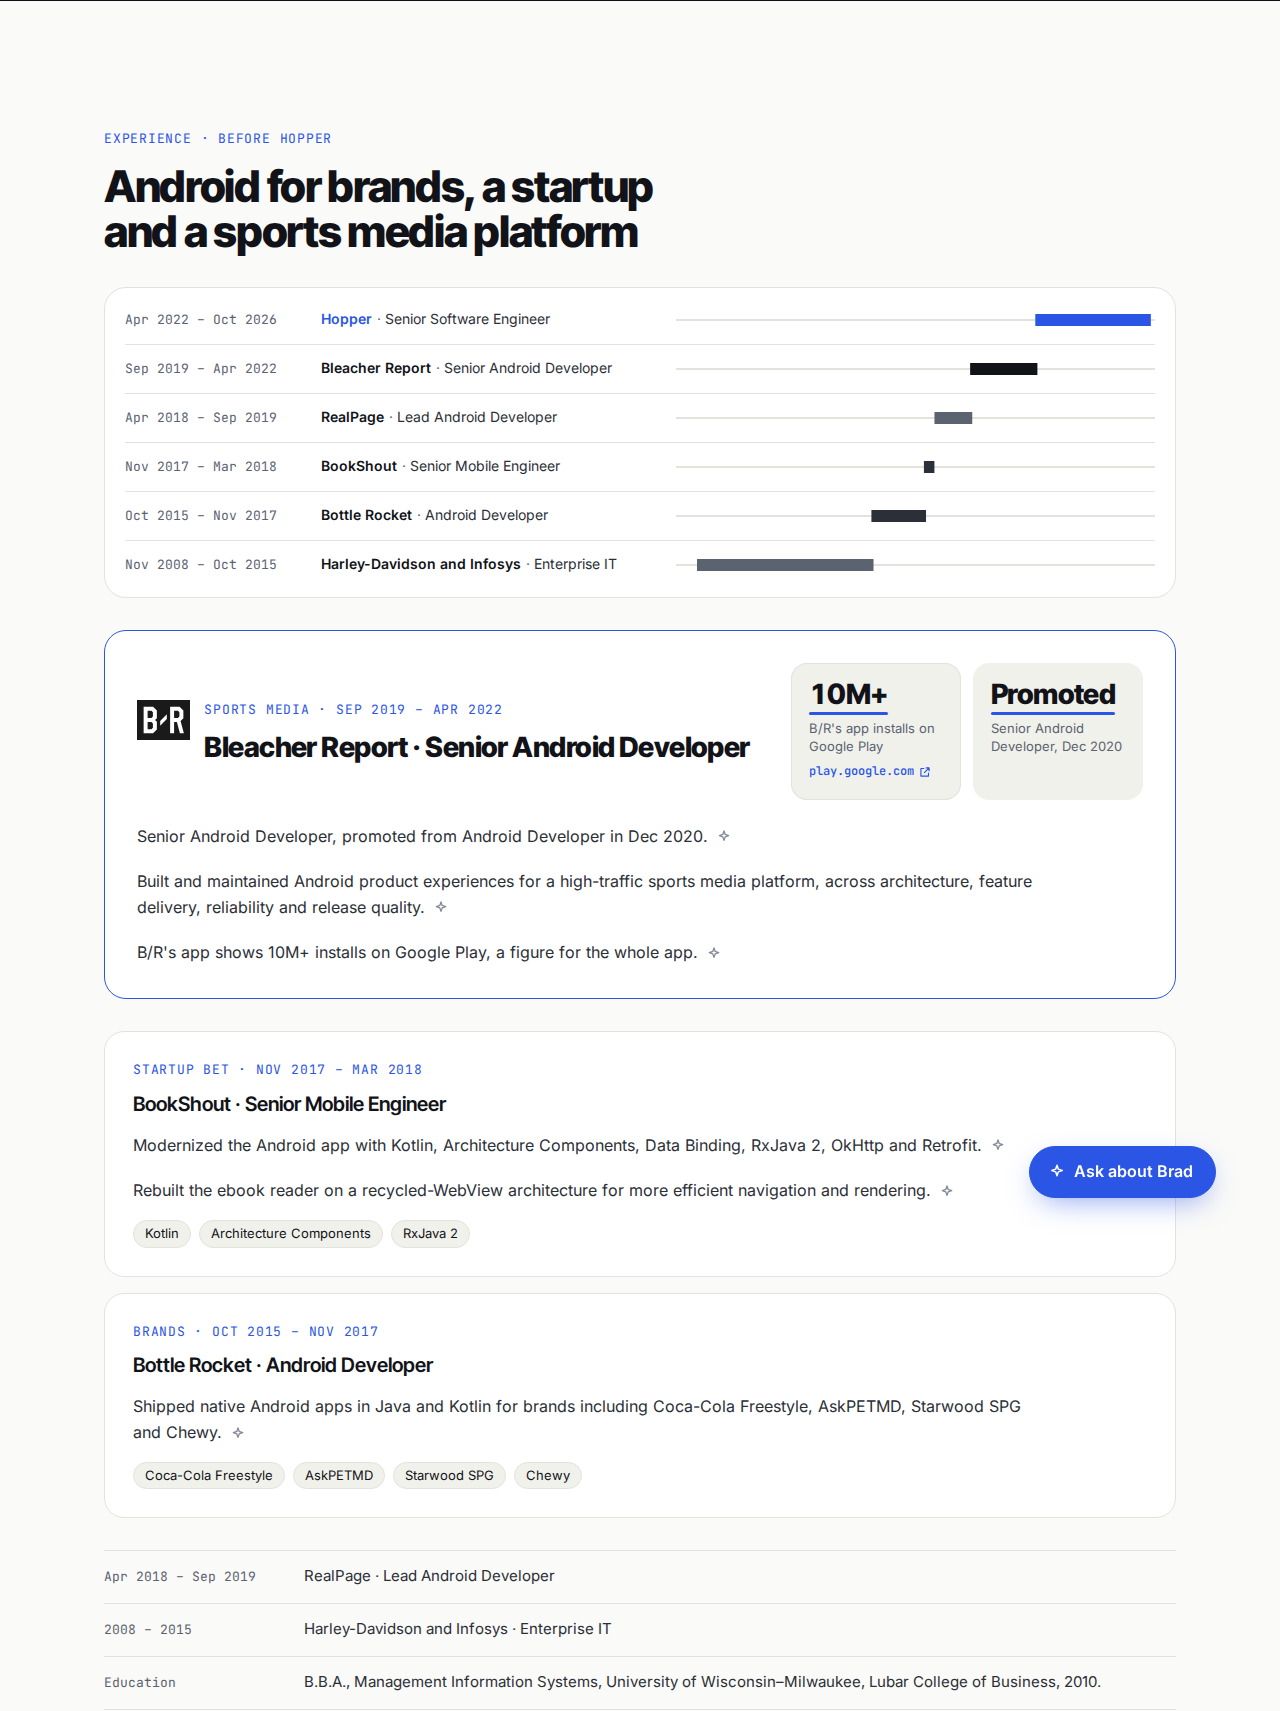 EXPERIENCE · BEFORE HOPPER
Android for brands, a startup
and a sports media platform
Apr 2022 – Oct 2026
Hopper · Senior Software Engineer
Sep 2019 – Apr 2022
Bleacher Report · Senior Android Developer
Apr 2018 – Sep 2019
RealPage · Lead Android Developer
Nov 2017 – Mar 2018
BookShout · Senior Mobile Engineer
Oct 2015 – Nov 2017
Bottle Rocket · Android Developer
Nov 2008 – Oct 2015
Harley-Davidson and Infosys · Enterprise IT
B/R
SPORTS MEDIA · SEP 2019 – APR 2022
Bleacher Report · Senior Android Developer
10M+
B/R's app installs on
Google Play
play.google.com
Promoted
Senior Android
Developer, Dec 2020
Senior Android Developer, promoted from Android Developer in Dec 2020.
Built and maintained Android product experiences for a high-traffic sports media platform, across architecture, feature
delivery, reliability and release quality.
B/R's app shows 10M+ installs on Google Play, a figure for the whole app.
STARTUP BET · NOV 2017 – MAR 2018
BookShout · Senior Mobile Engineer
Modernized the Android app with Kotlin, Architecture Components, Data Binding, RxJava 2, OkHttp and Retrofit.
Ask about Brad
Rebuilt the ebook reader on a recycled-WebView architecture for more efficient navigation and rendering.
Kotlin
Architecture Components
RxJava 2
BRANDS · OCT 2015 – NOV 2017
Bottle Rocket · Android Developer
Shipped native Android apps in Java and Kotlin for brands including Coca-Cola Freestyle, AskPETMD, Starwood SPG
and Chewy.
Coca-Cola Freestyle
AskPETMD
Starwood SPG
Chewy
Apr 2018 – Sep 2019
RealPage · Lead Android Developer
2008 – 2015
Harley-Davidson and Infosys · Enterprise IT
Education
B.B.A., Management Information Systems, University of Wisconsin–Milwaukee, Lubar College of Business, 2010.